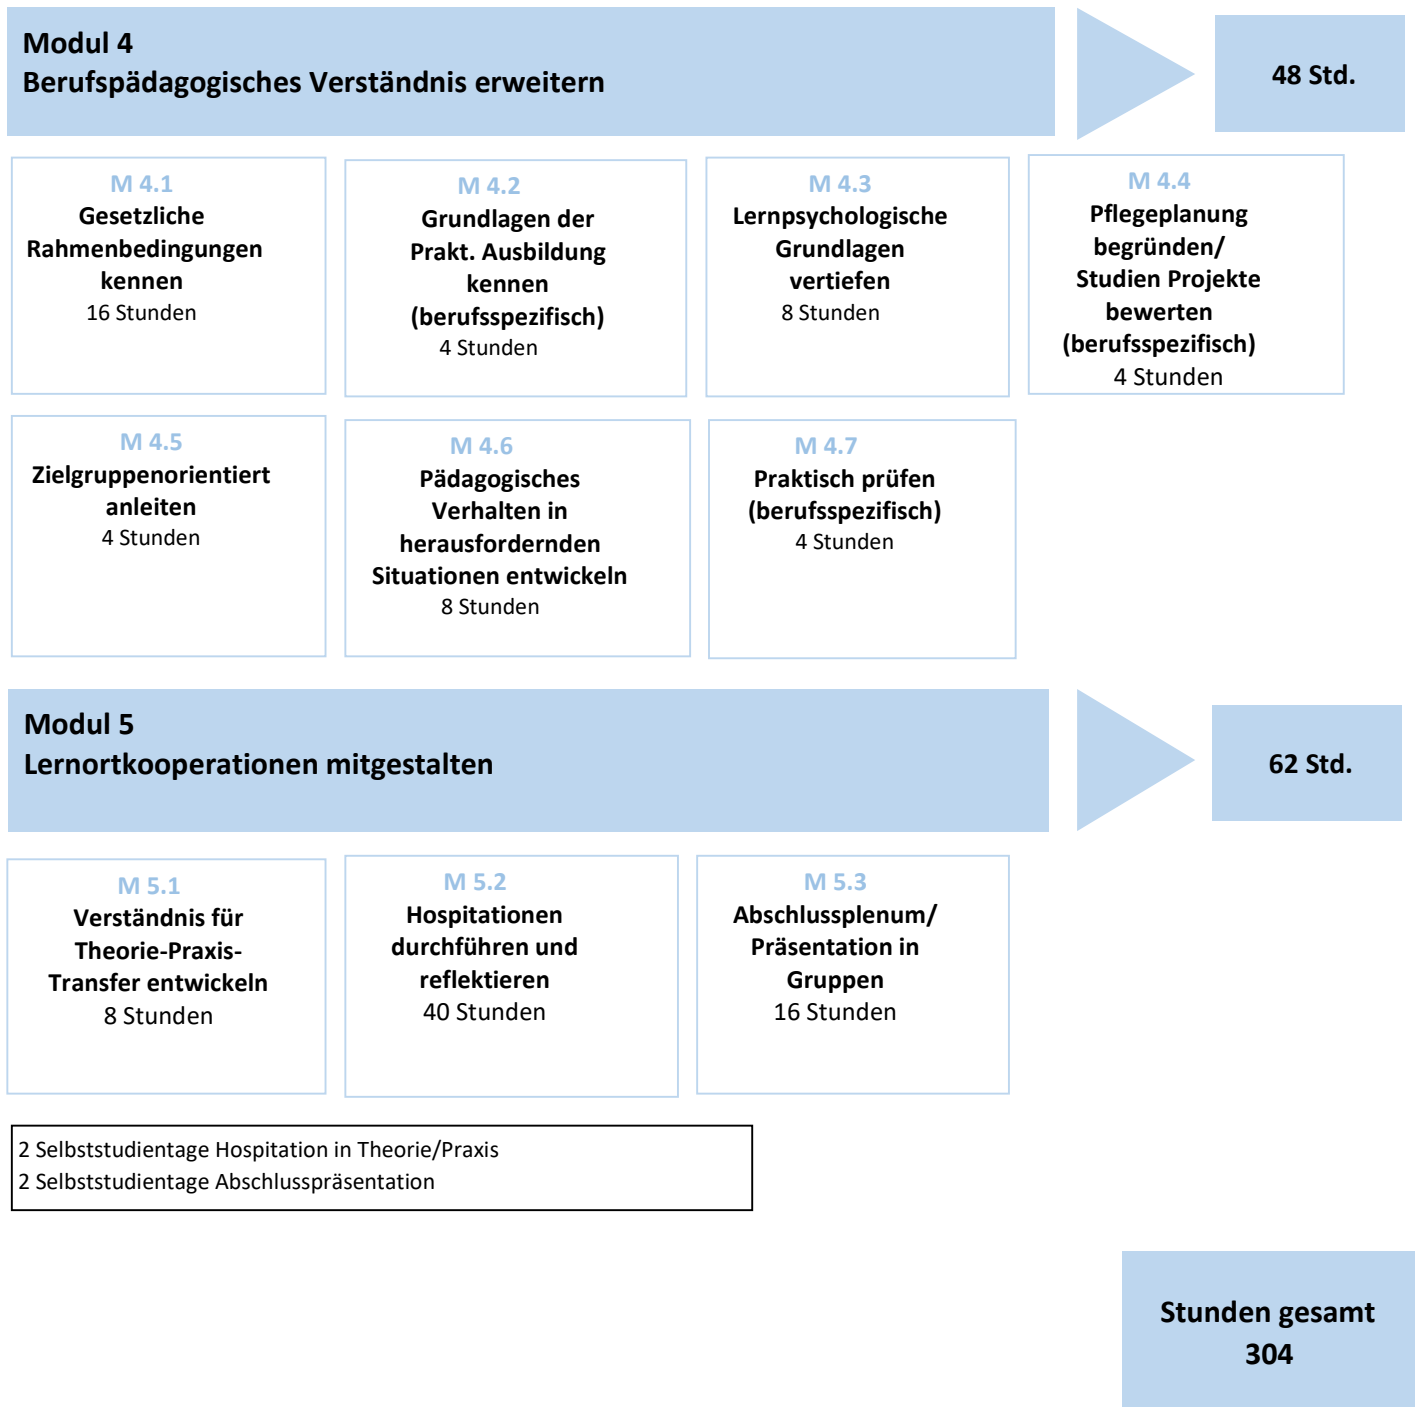 Modul 4
Berufspädagogisches Verständnis erweitern
48 Std.
M 4.1
Gesetzliche
Rahmenbedingungen
kennen
16 Stunden
M 4.2
Grundlagen der
Prakt. Ausbildung
kennen
(berufsspezifisch)
4 Stunden
M 4.3
Lernpsychologische
Grundlagen
vertiefen
8 Stunden
M 4.4
Pflegeplanung
begründen/
Studien Projekte
bewerten
(berufsspezifisch)
4 Stunden
M 4.5
Zielgruppenorientiert
anleiten
4 Stunden
M 4.6
Pädagogisches
Verhalten in
herausfordernden
Situationen entwickeln
8 Stunden
M 4.7
Praktisch prüfen
(berufsspezifisch)
4 Stunden
Modul 5
Lernortkooperationen mitgestalten
62 Std.
M 5.1
Verständnis für
Theorie-Praxis-
Transfer entwickeln
8 Stunden
M 5.2
Hospitationen
durchführen und
reflektieren
40 Stunden
M 5.3
Abschlussplenum/
Präsentation in
Gruppen
16 Stunden
2 Selbststudientage Hospitation in Theorie/Praxis
2 Selbststudientage Abschlusspräsentation
Stunden gesamt
304